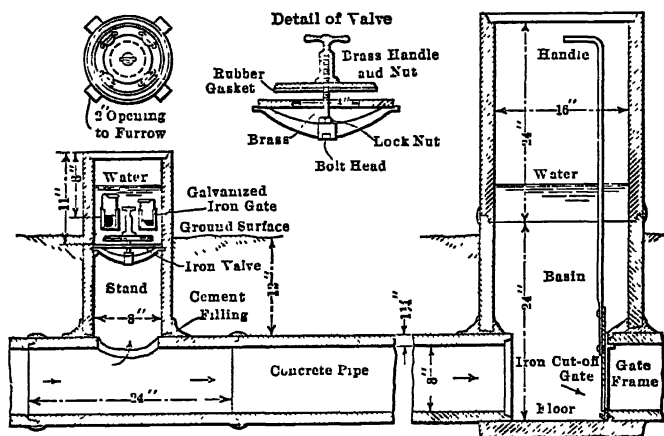 Detail of Valve
Brass Handle
and Nut
Rubber
Gasket
Brass
Lock Nut
Bolt Head
2" Opening
to Furrow
Handle
16"
24"
Water
Basin
24"
8"
11"
Water
Galvanized
Iron Gate
Ground Surface
Iron Valve
Stand
8"
Cement
Filling
12"
24"
Concrete Pipe
8"
Iron Cut-off
Gate
Gate
Frame
Floor